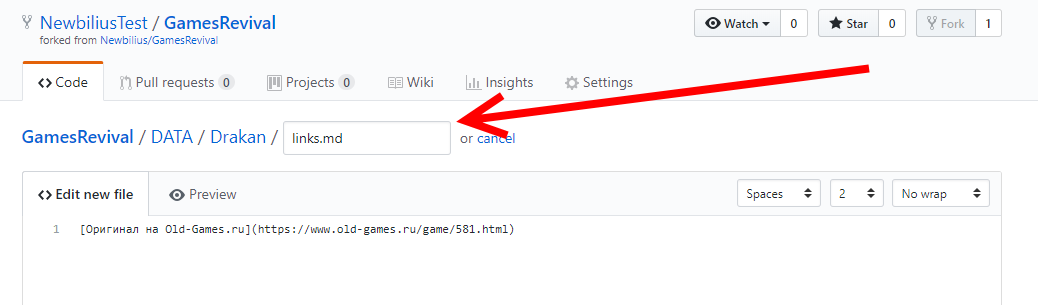 NewbiliusTest / GamesRevival
Watch 0 Star 0 Fork 1
forked from Newbilius/GamesRevival
Code Pull requests 0 Projects 0 Wiki Insights Settings
GamesRevival / DATA / Drakan / links.md or cancel
Edit new file Preview Spaces 2 No wrap
1 [Оригинал на Old-Games.ru](https://www.old-games.ru/game/581.html)